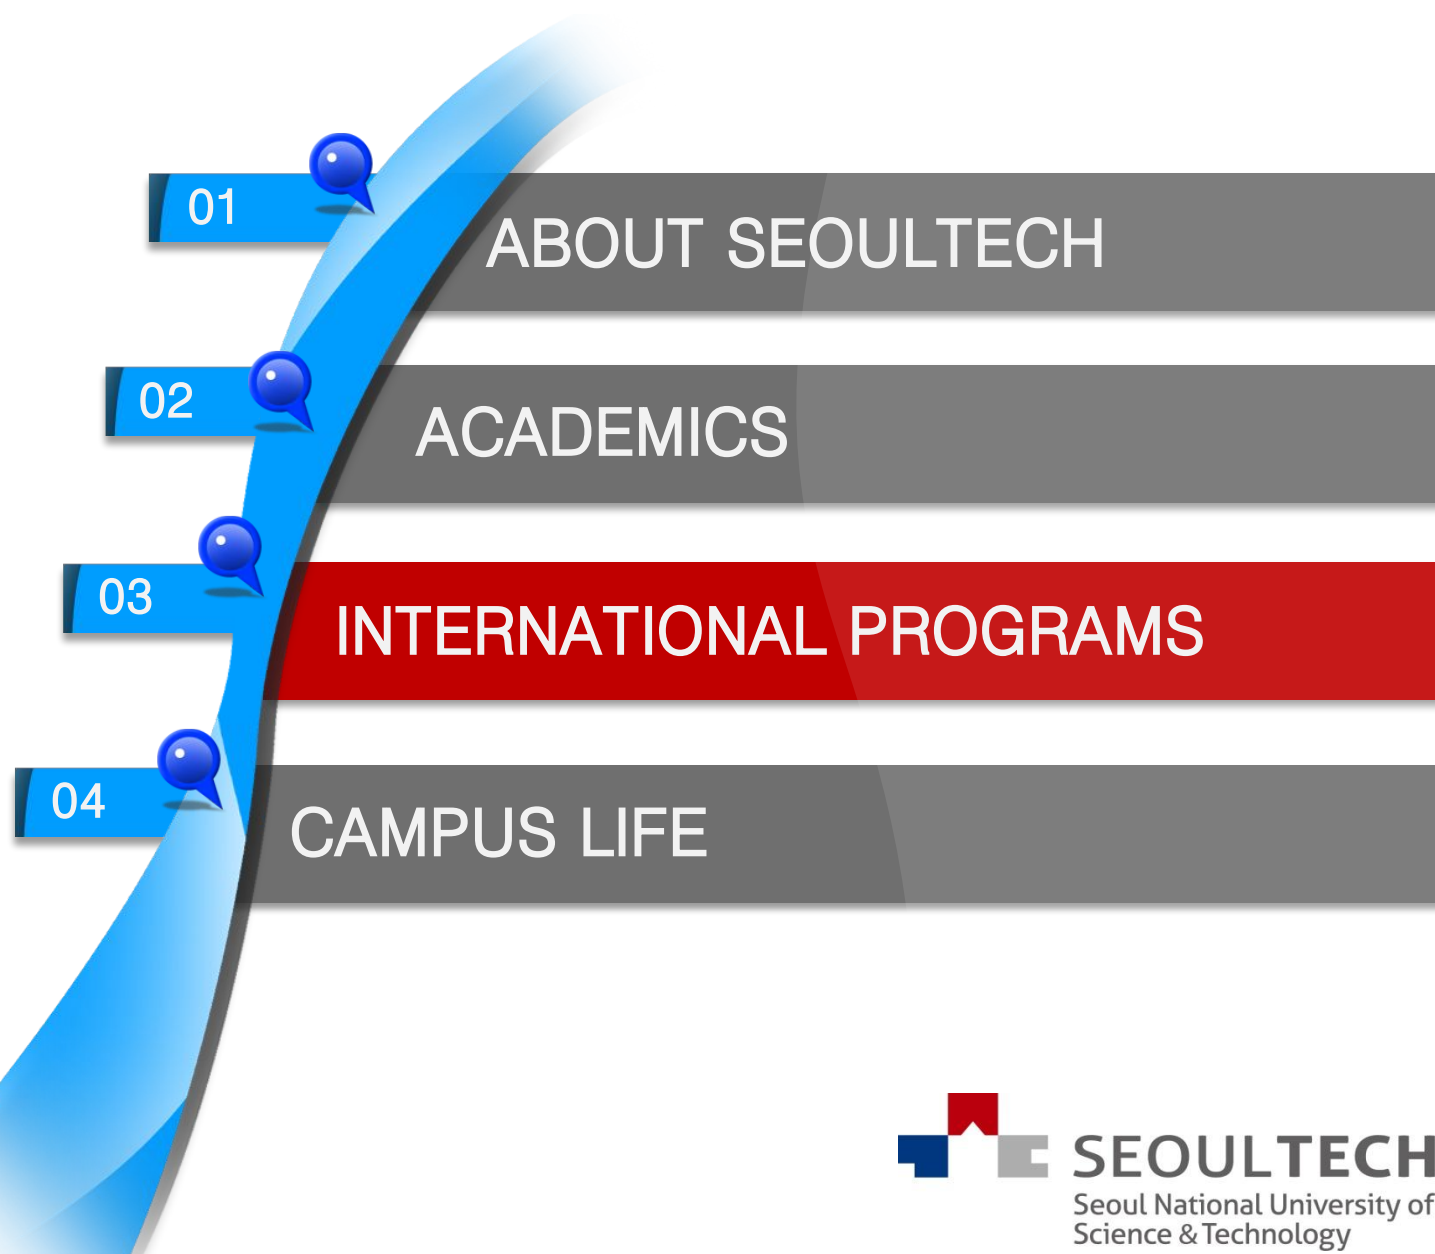 01
ABOUT SEOULTECH
02
ACADEMICS
03
INTERNATIONAL PROGRAMS
04
CAMPUS LIFE
SEOULTECH
Seoul National University of
Science & Technology